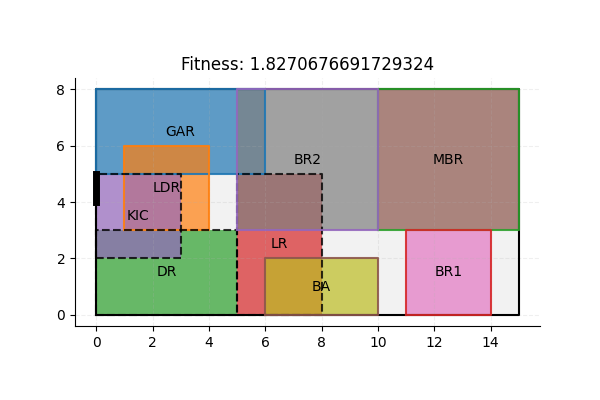 Fitness: 1.8270676691729324
8
GAR
6
BR2
MBR
LDR
4
KIC
LR
2
DR
BR1
BA
0
0 2 4 6 8 10 12 14